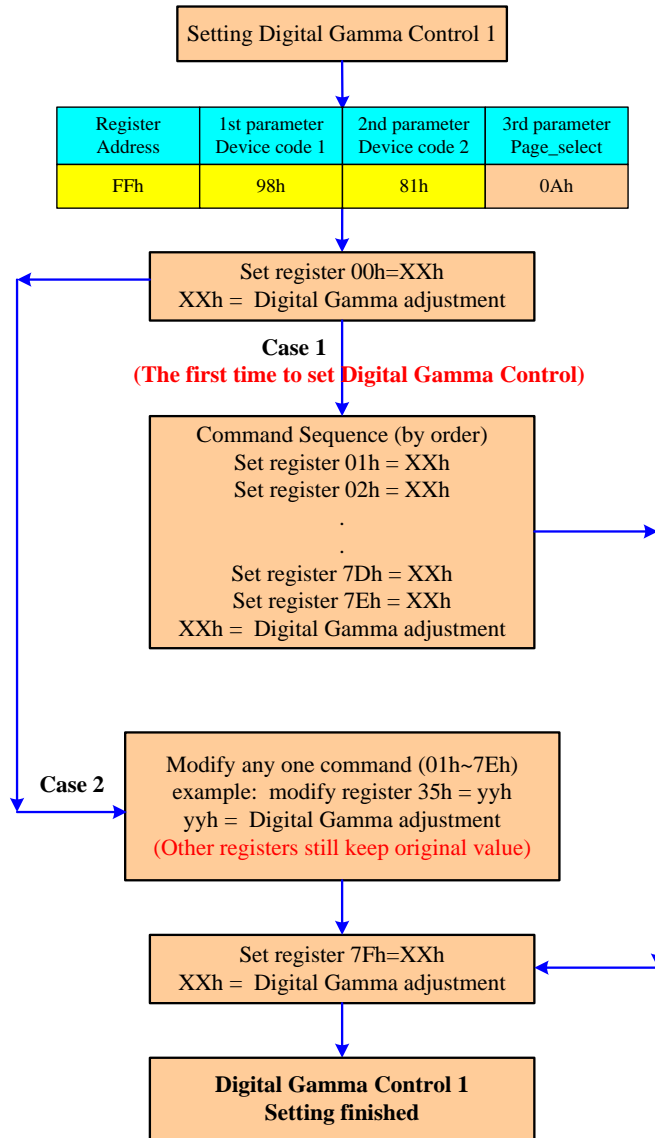 Setting Digital Gamma Control 1
Register Address
1st parameter Device code 1
2nd parameter Device code 2
3rd parameter Page_select
FFh
98h
81h
0Ah
Set register 00h=XXh
XXh = Digital Gamma adjustment
Case 1
(The first time to set Digital Gamma Control)
Command Sequence (by order)
Set register 01h = XXh
Set register 02h = XXh
.
.
Set register 7Dh = XXh
Set register 7Eh = XXh
XXh = Digital Gamma adjustment
Case 2
Modify any one command (01h~7Eh)
example: modify register 35h = yyh
yyh = Digital Gamma adjustment
(Other registers still keep original value)
Set register 7Fh=XXh
XXh = Digital Gamma adjustment
Digital Gamma Control 1
Setting finished